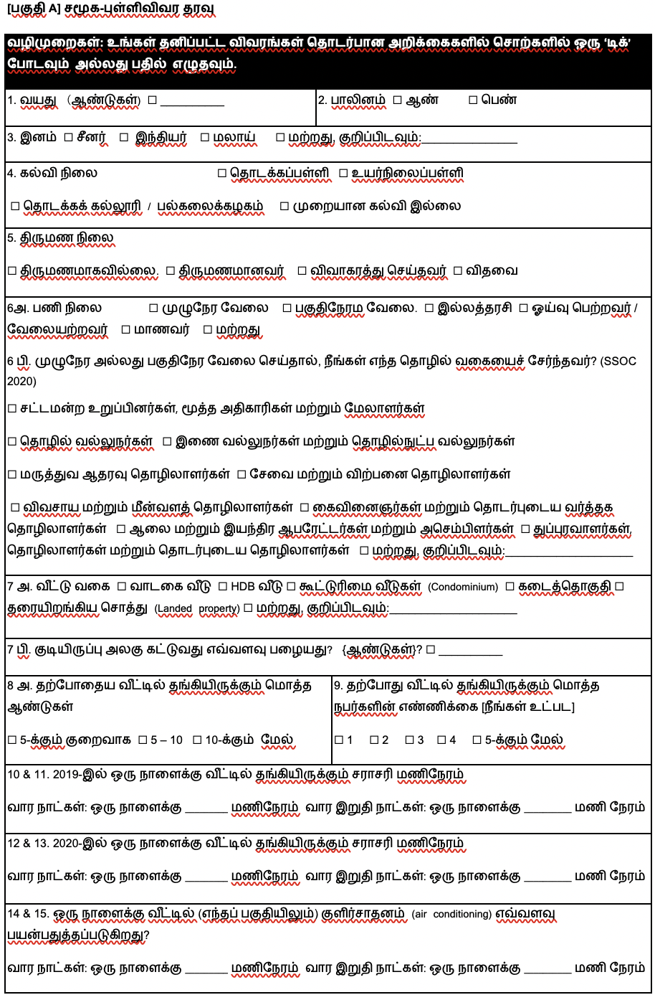 [பகுதி A] சமூக-புள்ளிவிவர தரவு
வழிமுறைகள்: உங்கள் தனிப்பட்ட விவரங்கள் தொடர்பான அறிக்கைகளில் சொற்களில் ஒரு ‘டிக்’
போடவும் அல்லது பதில் எழுதவும்.
1. வயது (ஆண்டுகள்) ☐ __________
2. பாலினம் ☐ ஆண் ☐ பெண்
3. இனம் ☐ சீனர் ☐ இந்தியர் ☐ மலாய் ☐ மற்றது, குறிப்பிடவும்:_______________
4. கல்வி நிலை ☐ தொடக்கப்பள்ளி ☐ உயர்நிலைப்பள்ளி
☐ தொடக்கக் கல்லூரி / பல்கலைக்கழகம் ☐ முறையான கல்வி இல்லை
5. திருமண நிலை
☐ திருமணமாகவில்லை. ☐ திருமணமானவர் ☐ விவாகரத்து செய்தவர் ☐ விதவை
6அ. பணி நிலை ☐ முழுநேர வேலை ☐ பகுதிநேரம வேலை. ☐ இல்லத்தரசி ☐ ஓய்வு பெற்றவர் /
வேலையற்றவர் ☐ மாணவர் ☐ மற்றது
6 பி. முழுநேர அல்லது பகுதிநேர வேலை செய்தால், நீங்கள் எந்த தொழில் வகையைச் சேர்ந்தவர்? (SSOC
2020)
☐ சட்டமன்ற உறுப்பினர்கள், மூத்த அதிகாரிகள் மற்றும் மேலாளர்கள்
☐ தொழில் வல்லுநர்கள் ☐ இணை வல்லுநர்கள் மற்றும் தொழில்நுட்ப வல்லுநர்கள்
☐ மருத்துவ ஆதரவு தொழிலாளர்கள் ☐ சேவை மற்றும் விற்பனை தொழிலாளர்கள்
☐ விவசாய மற்றும் மீன்வளத் தொழிலாளர்கள் ☐ கைவினைஞர்கள் மற்றும் தொடர்புடைய வர்த்தக
தொழிலாளர்கள் ☐ ஆலை மற்றும் இயந்திர ஆபரேட்டர்கள் மற்றும் அசெம்பிளர்கள் ☐ துப்புரவாளர்கள்,
தொழிலாளர்கள் மற்றும் தொடர்புடைய தொழிலாளர்கள் ☐ மற்றது, குறிப்பிடவும்:____________________
7 அ. வீட்டு வகை ☐ வாடகை வீடு ☐ HDB வீடு ☐ கூட்டுரிமை வீடுகள் (Condominium) ☐ கடைத்தொகுதி ☐
தரையிறங்கிய சொத்து (Landed property) ☐ மற்றது, குறிப்பிடவும்:____________________
7 பி. குடியிருப்பு அலகு கட்டுவது எவ்வளவு பழையது? {ஆண்டுகள்}? ☐ __________
8 அ. தற்போதைய வீட்டில் தங்கியிருக்கும் மொத்த
ஆண்டுகள்
☐ 5-க்கும் குறைவாக ☐ 5 – 10 ☐ 10-க்கும் மேல்
9. தற்போது வீட்டில் தங்கியிருக்கும் மொத்த
நபர்களின் எண்ணிக்கை [நீங்கள் உட்பட]
☐ 1 ☐ 2 ☐ 3 ☐ 4 ☐ 5-க்கும் மேல்
10 & 11. 2019-இல் ஒரு நாளைக்கு வீட்டில் தங்கியிருக்கும் சராசரி மணிநேரம்
வார நாட்கள்: ஒரு நாளைக்கு _______ மணிநேரம் வார இறுதி நாட்கள்: ஒரு நாளைக்கு ________ மணி நேரம்
12 & 13. 2020-இல் ஒரு நாளைக்கு வீட்டில் தங்கியிருக்கும் சராசரி மணிநேரம்
வார நாட்கள்: ஒரு நாளைக்கு _______ மணிநேரம் வார இறுதி நாட்கள்: ஒரு நாளைக்கு ________ மணி நேரம்
14 & 15. ஒரு நாளைக்கு வீட்டில் (எந்தப் பகுதியிலும்) குளிர்சாதனம் (air conditioning) எவ்வளவு
பயன்பதுத்தப்படுகிறது?
வார நாட்கள்: ஒரு நாளைக்கு _______ மணிநேரம் வார இறுதி நாட்கள்: ஒரு நாளைக்கு ________ மணி நேரம்